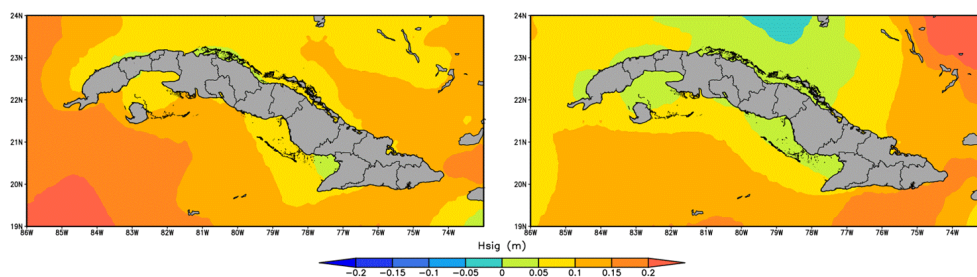 24N 24N
23N 23N
22N 22N
21N 21N
20N 20N
19N 19N
86W 85W 84W 83W 82W 81W 80W 79W 78W 77W 76W 75W 74W 86W 85W 84W 83W 82W 81W 80W 79W 78W 77W 76W 75W 74W
Hsig (m)
−0.2 −0.15 −0.1 −0.05 0 0.05 0.1 0.15 0.2